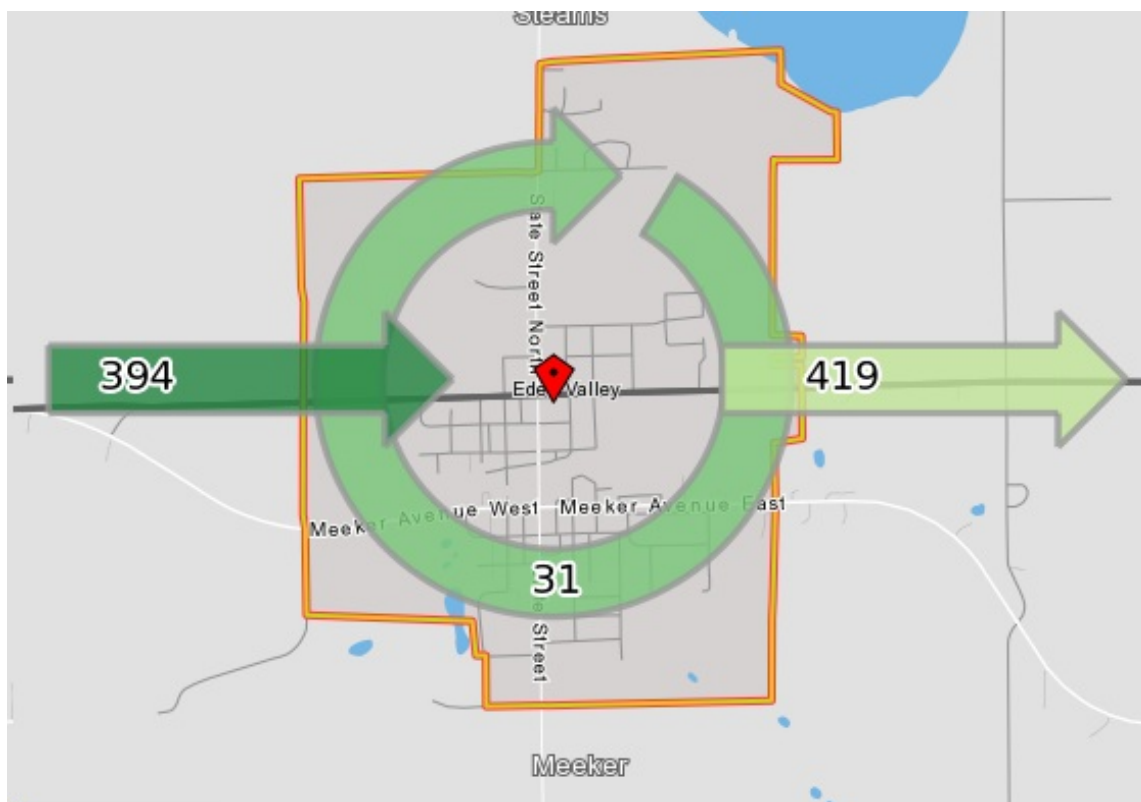 Stearns
State Street North
394
419
Eden Valley
Meeker Avenue West
Meeker Avenue East
31
Street
Meeker